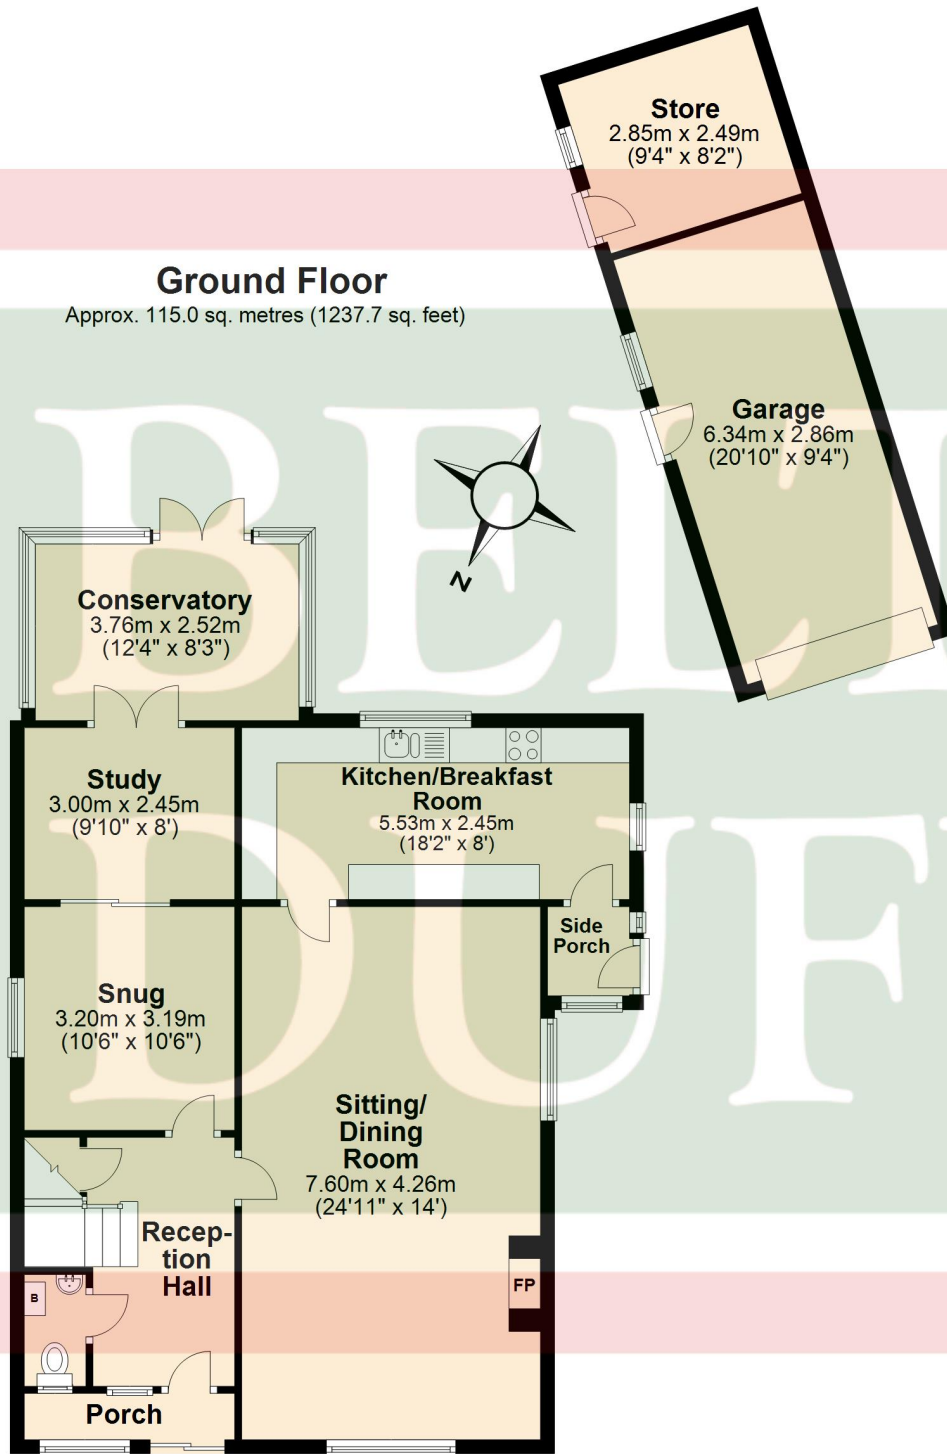 Store
2.85m x 2.49m
(9'4" x 8'2")
Ground Floor
Approx. 115.0 sq. metres (1237.7 sq. feet)
Garage
6.34m x 2.86m
(20'10" x 9'4")
N
Conservatory
3.76m x 2.52m
(12'4" x 8'3")
Study
3.00m x 2.45m
(9'10" x 8')
Kitchen/Breakfast
Room
5.53m x 2.45m
(18'2" x 8')
Side
Porch
Snug
3.20m x 3.19m
(10'6" x 10'6")
Sitting/
Dining
Room
7.60m x 4.26m
(24'11" x 14')
Recep-
tion
Hall
FP
B
Porch
BELT
DUF